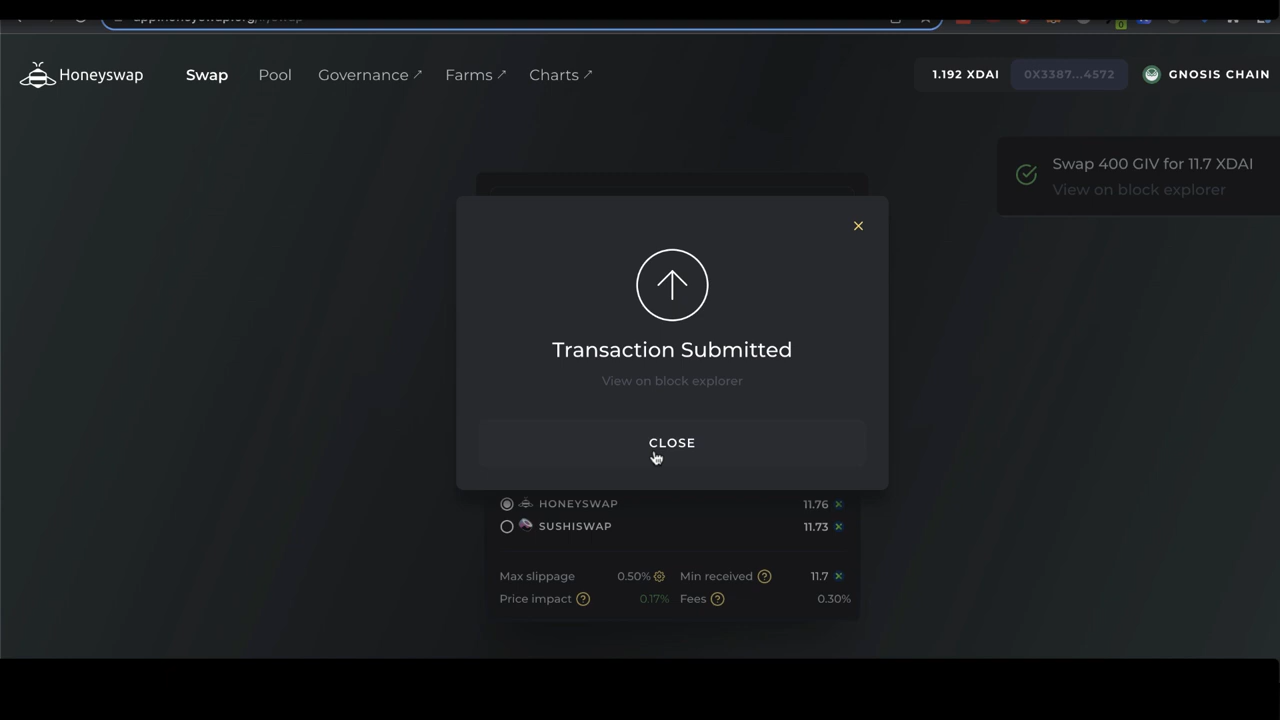 Honeyswap Swap Pool Governance ↗ Farms ↗ Charts ↗ 1.192 XDAI 0X3387...4572 GNOSIS CHAIN
Swap 400 GIV for 11.7 XDAI
View on block explorer
Transaction Submitted
View on block explorer
CLOSE
HONEYSWAP 11.76
SUSHISWAP 11.73
Max slippage 0.50% Min received ? 11.7
Price impact ? 0.17% Fees ? 0.30%